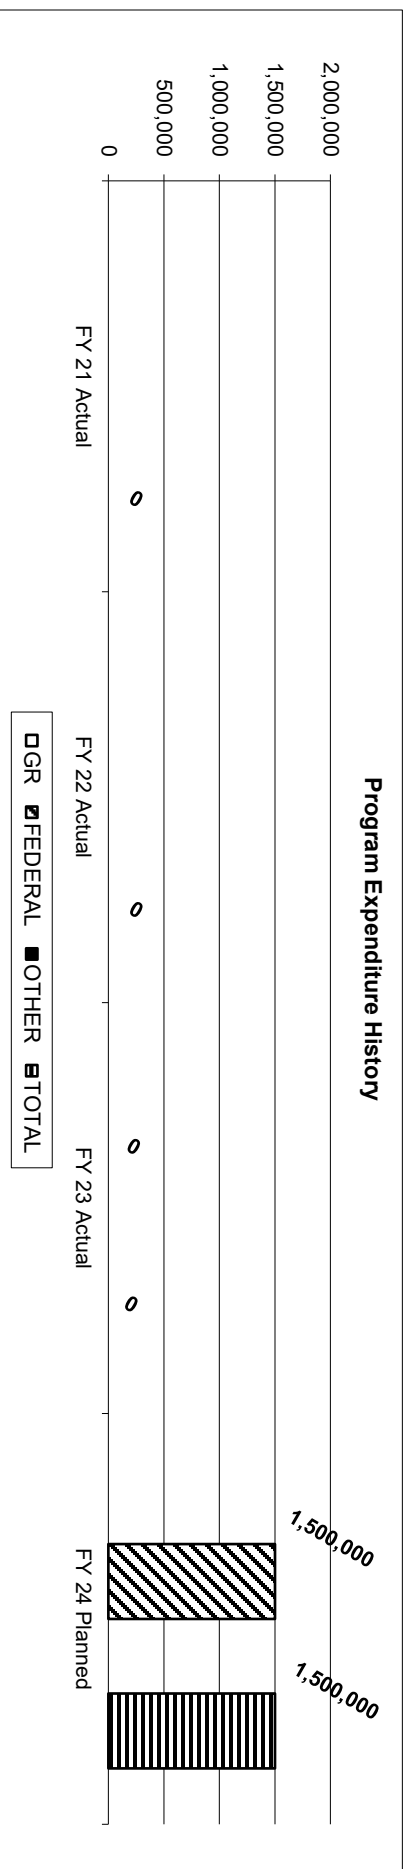 Program Expenditure History
2,000,000
1,500,000
1,000,000
500,000
0
0
0
0
0
1,500,000
1,500,000
FY 21 Actual
FY 22 Actual
FY 23 Actual
FY 24 Planned
GR FEDERAL OTHER TOTAL